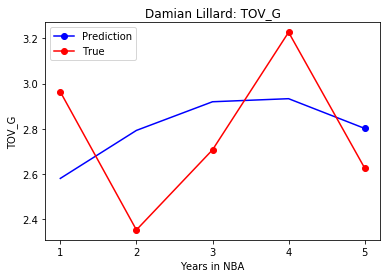 Damian Lillard: TOV_G
Prediction
True
3.2
3.0
2.8
2.6
2.4
TOV_G
1
2
3
4
5
Years in NBA